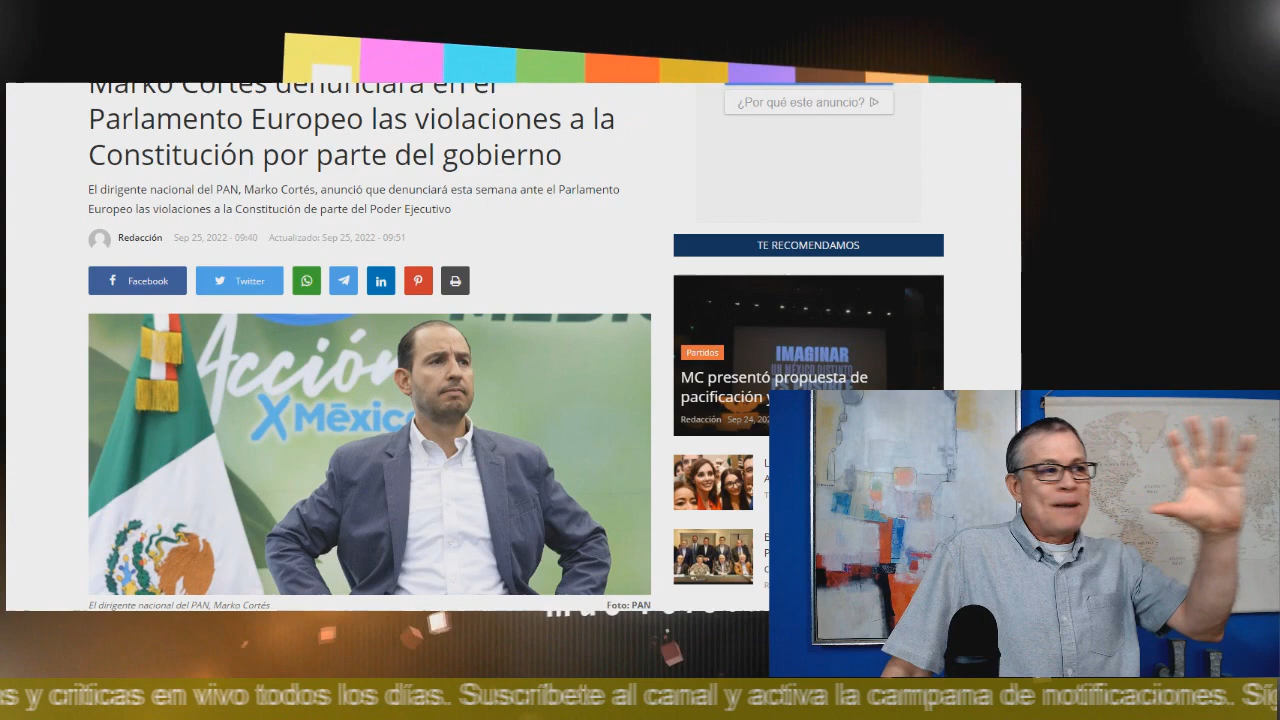 Marko Cortés denunciará en el
Parlamento Europeo las violaciones a la
Constitución por parte del gobierno
El dirigente nacional del PAN, Marko Cortés, anunció que denunciará esta semana ante el Parlamento
Europeo las violaciones a la Constitución de parte del Poder Ejecutivo
Redacción Sep 25, 2022 - 09:40 Actualizado: Sep 25, 2022 - 09:51
Facebook
Twitter
Acción
X México
El dirigente nacional del PAN, Marko Cortés
Foto: PAN
¿Por qué este anuncio?
TE RECOMENDAMOS
IMAGINAR
UN MÉXICO DISTINTO
Partidos
MC presentó propuesta de
pacificación y
Redacción Sep 24, 202
s y críticas en vivo todos los días. Suscríbete al canal y activa la campana de notificaciones. Síg